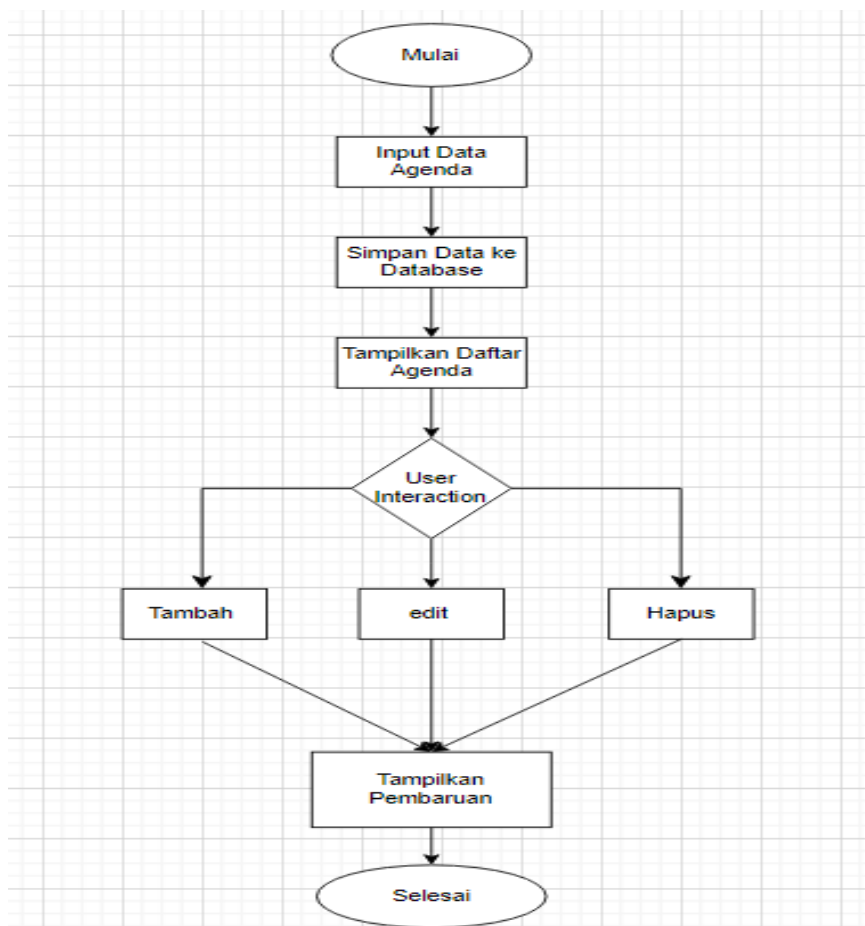 Mulai
Input Data
Agenda
Simpan Data ke
Database
Tampilkan Daftar
Agenda
User
Interaction
Tambah
edit
Hapus
Tampilkan
Pembaruan
Selesai